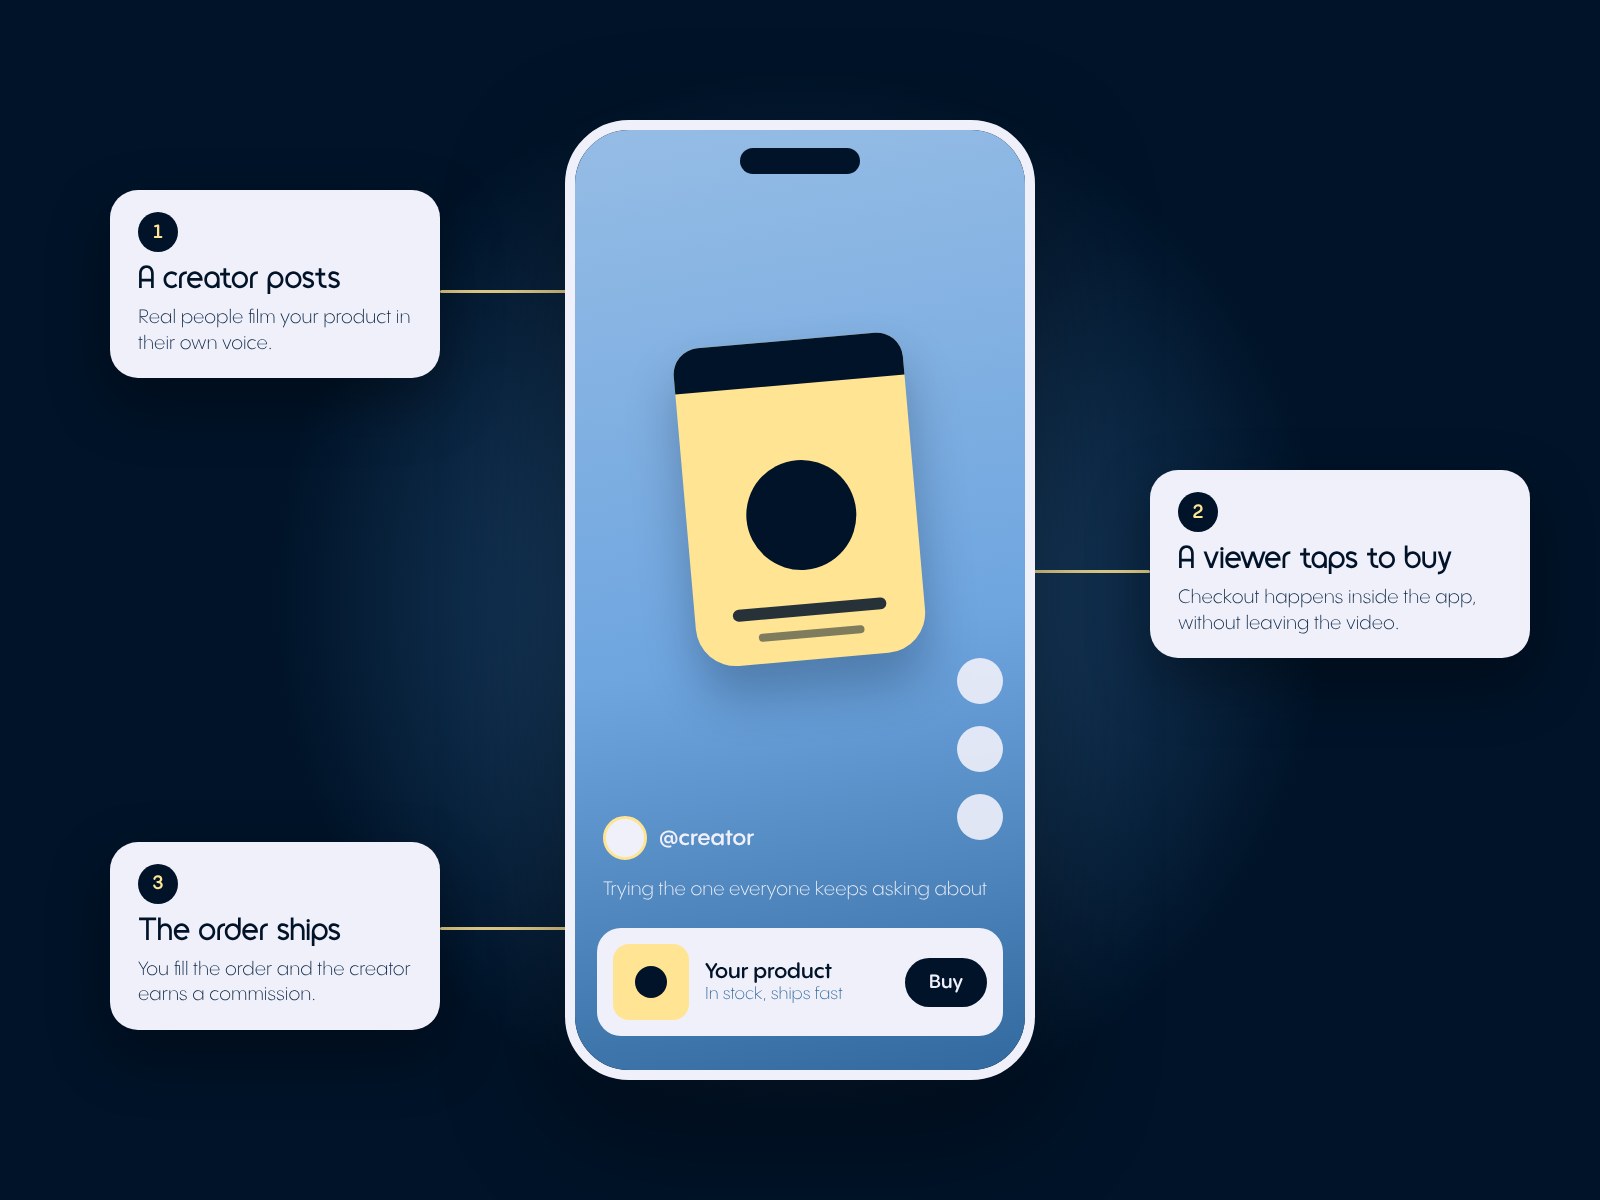 1
A creator posts
Real people film your product in
their own voice.
2
A viewer taps to buy
Checkout happens inside the app,
without leaving the video.
3
The order ships
You fill the order and the creator
earns a commission.
@creator
Trying the one everyone keeps asking about
Your product
In stock, ships fast
Buy